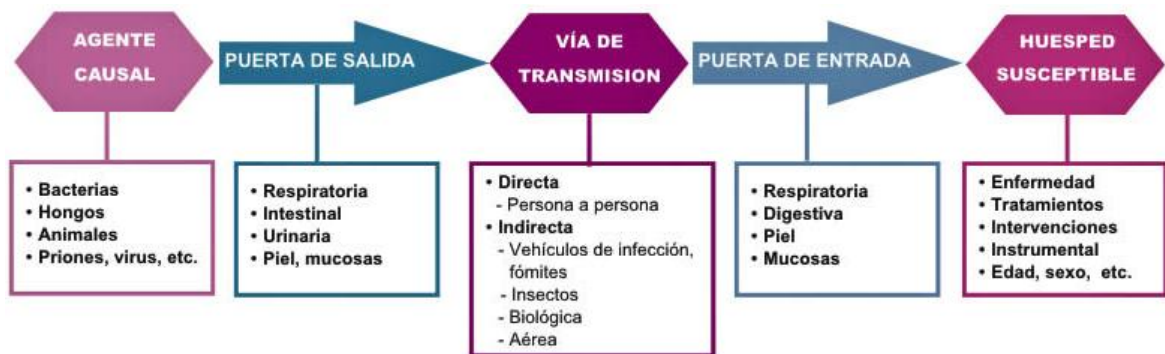 AGENTE
CAUSAL
PUERTA DE SALIDA
VÍA DE
TRANSMISION
PUERTA DE ENTRADA
HUESPED
SUSCEPTIBLE
• Bacterias
• Hongos
• Animales
• Priones, virus, etc.
• Respiratoria
• Intestinal
• Urinaria
• Piel, mucosas
• Directa
- Persona a persona
• Indirecta
- Vehículos de infección,
fómites
- Insectos
- Biológica
- Aérea
• Respiratoria
• Digestiva
• Piel
• Mucosas
• Enfermedad
• Tratamientos
• Intervenciones
• Instrumental
• Edad, sexo, etc.